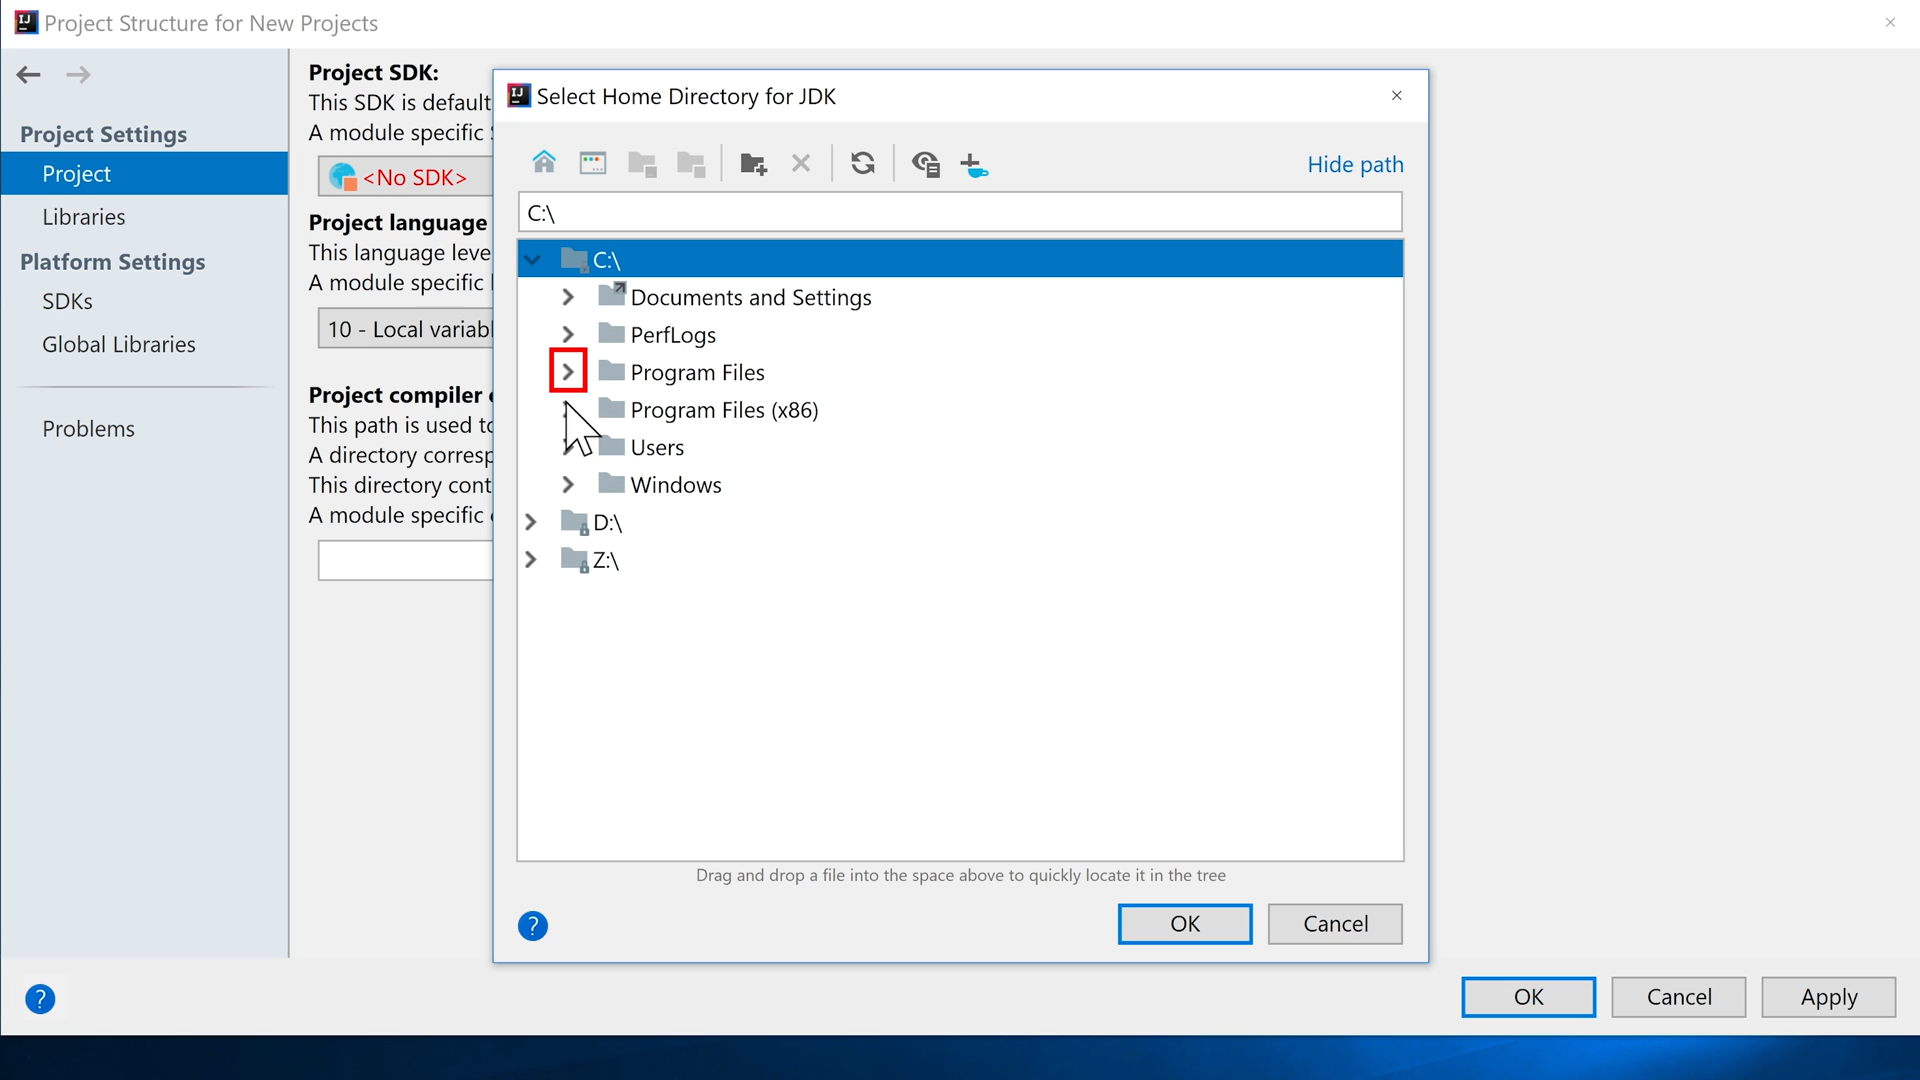 Project Structure for New Projects
Project Settings
Project
Libraries
Platform Settings
SDKs
Global Libraries
Problems
Project SDK:
This SDK is default
A module specific
<No SDK>
Project language
This language leve
A module specific
10 - Local variabl
Project compiler
This path is used to
A directory corresp
This directory cont
A module specific
Select Home Directory for JDK
Hide path
C:\
C:\
Documents and Settings
PerfLogs
Program Files
Program Files (x86)
Users
Windows
D:\
Z:\
Drag and drop a file into the space above to quickly locate it in the tree
?
OK
Cancel
?
OK
Cancel
Apply